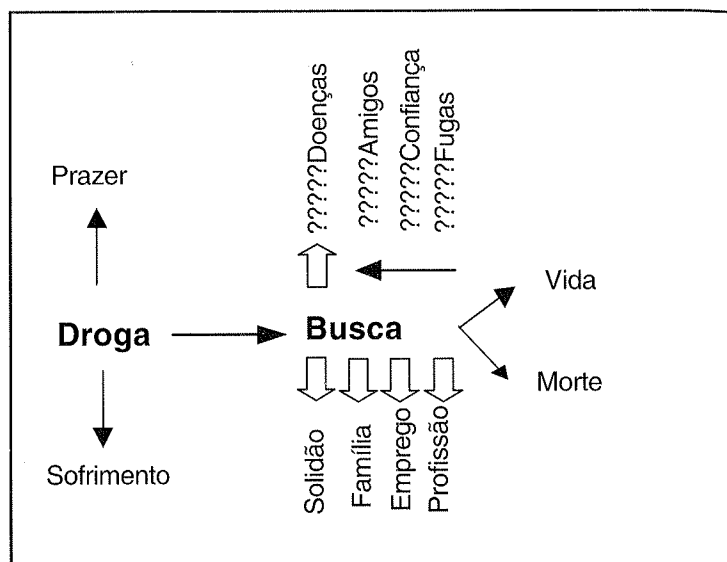 ?????Doenças
?????Amigos
?????Confiança
?????Fugas
Prazer
Vida
Droga
Busca
Morte
Sofrimento
Solidão
Família
Emprego
Profissão